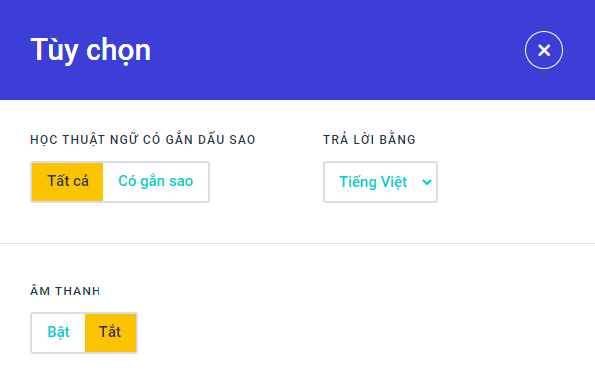 Tùy chọn
HỌC THUẬT NGỮ CÓ GẮN DẤU SAO
TRẢ LỜI BẰNG
Tất cả Có gắn sao
Tiếng Việt
ÂM THANH
Bật Tắt